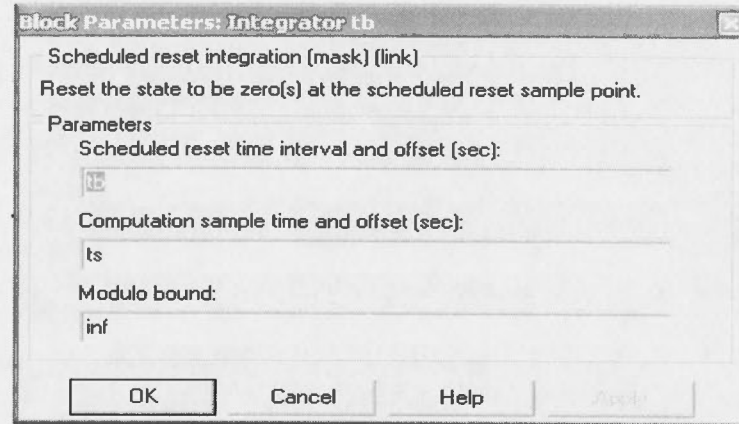 Block Parameters: Integrator tb
Scheduled reset integration (mask) (link)
Reset the state to be zero(s) at the scheduled reset sample point.
Parameters
Scheduled reset time interval and offset (sec):
tb
Computation sample time and offset (sec):
ts
Modulo bound:
inf
OK Cancel Help Apply